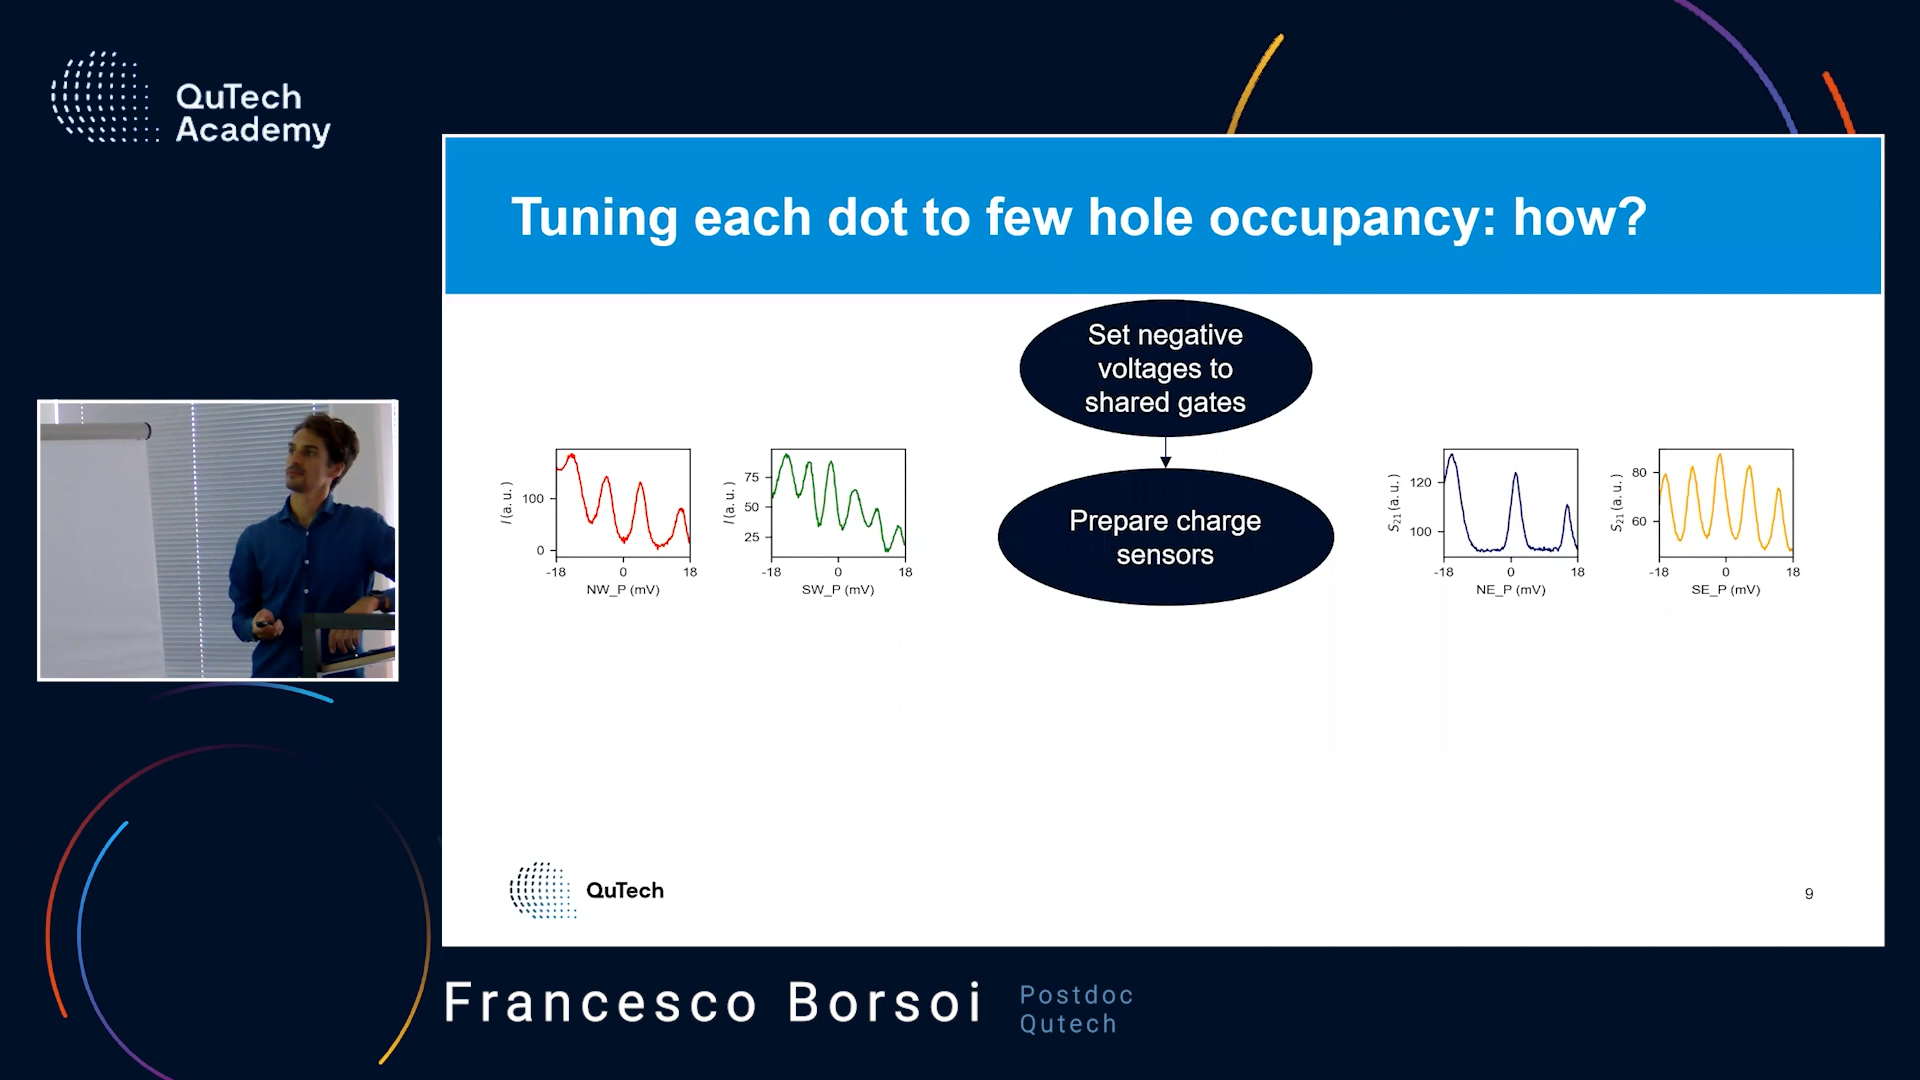 QuTech
Academy
Tuning each dot to few hole occupancy: how?
Set negative
voltages to
shared gates
Prepare charge
sensors
I (a. u.)
100
0
-18 0 18
NW_P (mV)
I (a. u.)
75
50
25
-18 0 18
SW_P (mV)
S21 (a. u.)
120
100
-18 0 18
NE_P (mV)
S21 (a. u.)
80
60
-18 0 18
SE_P (mV)
QuTech
9
Francesco Borsoi
Postdoc
Qutech